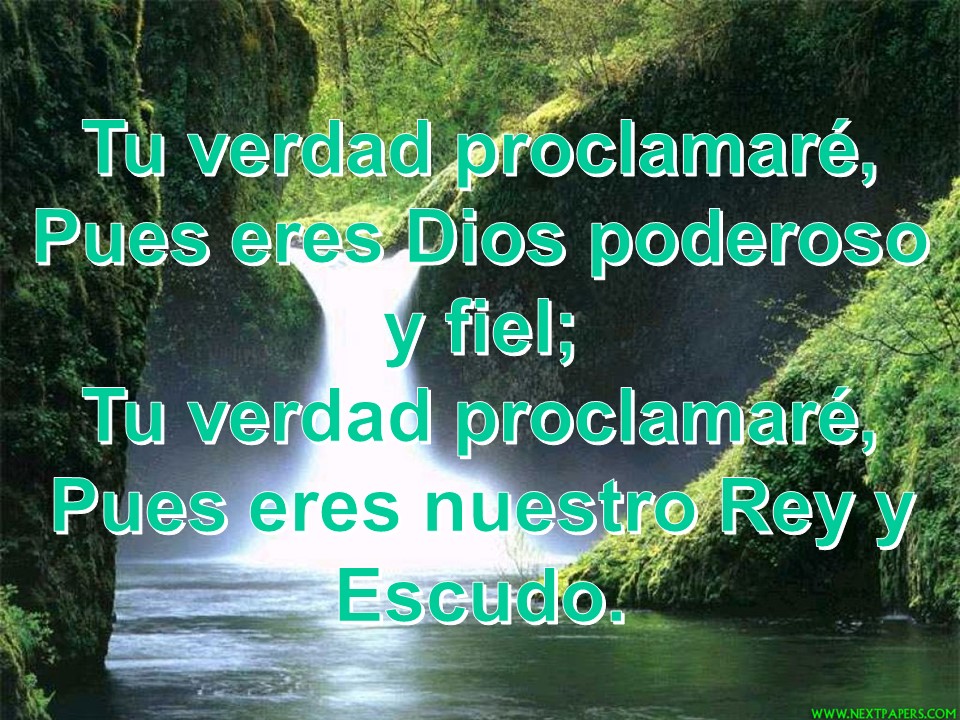 Tu verdad proclamaré,
Pues eres Dios poderoso
y fiel;
Tu verdad proclamaré,
Pues eres nuestro Rey y
Escudo.
WWW.NEXTPAPERS.COM